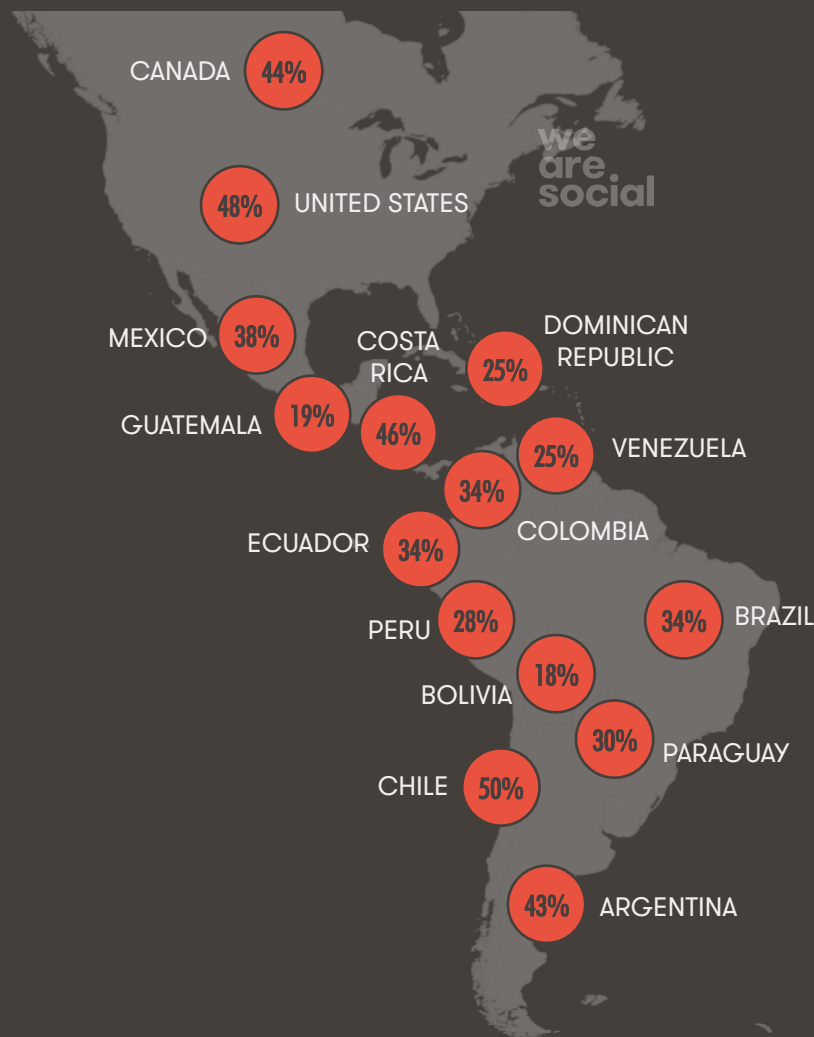 CANADA 44%
we
are
social
48% UNITED STATES
MEXICO 38%
DOMINICAN
REPUBLIC
25%
COSTA
RICA
46%
GUATEMALA 19%
25% VENEZUELA
34%
COLOMBIA
ECUADOR 34%
PERU 28%
34% BRAZIL
BOLIVIA 18%
30% PARAGUAY
CHILE 50%
43% ARGENTINA